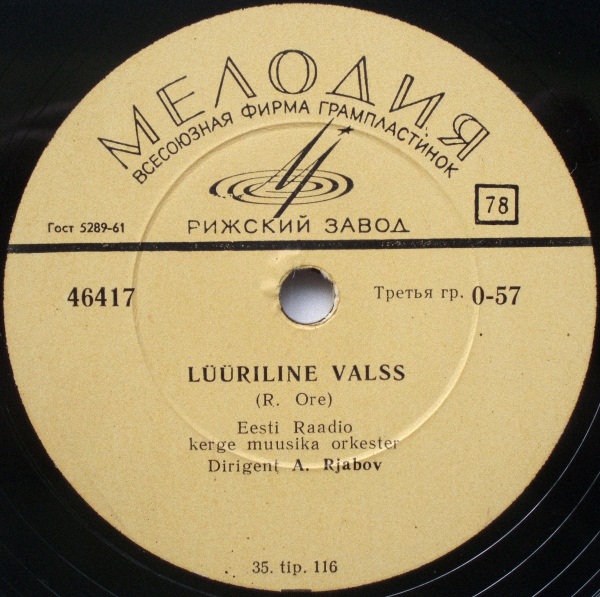 МЕЛОДИЯ
ВСЕСОЮЗНАЯ ФИРМА ГРАМПЛАСТИНОК
78
Гост 5289-61
РИЖСКИЙ ЗАВОД
46417
Третья гр. 0-57
LÜÜRILINE VALSS
(R. Ore)
Eesti Raadio
kerge muusika orkester
Dirigent A. Rjabov
35. tip. 116